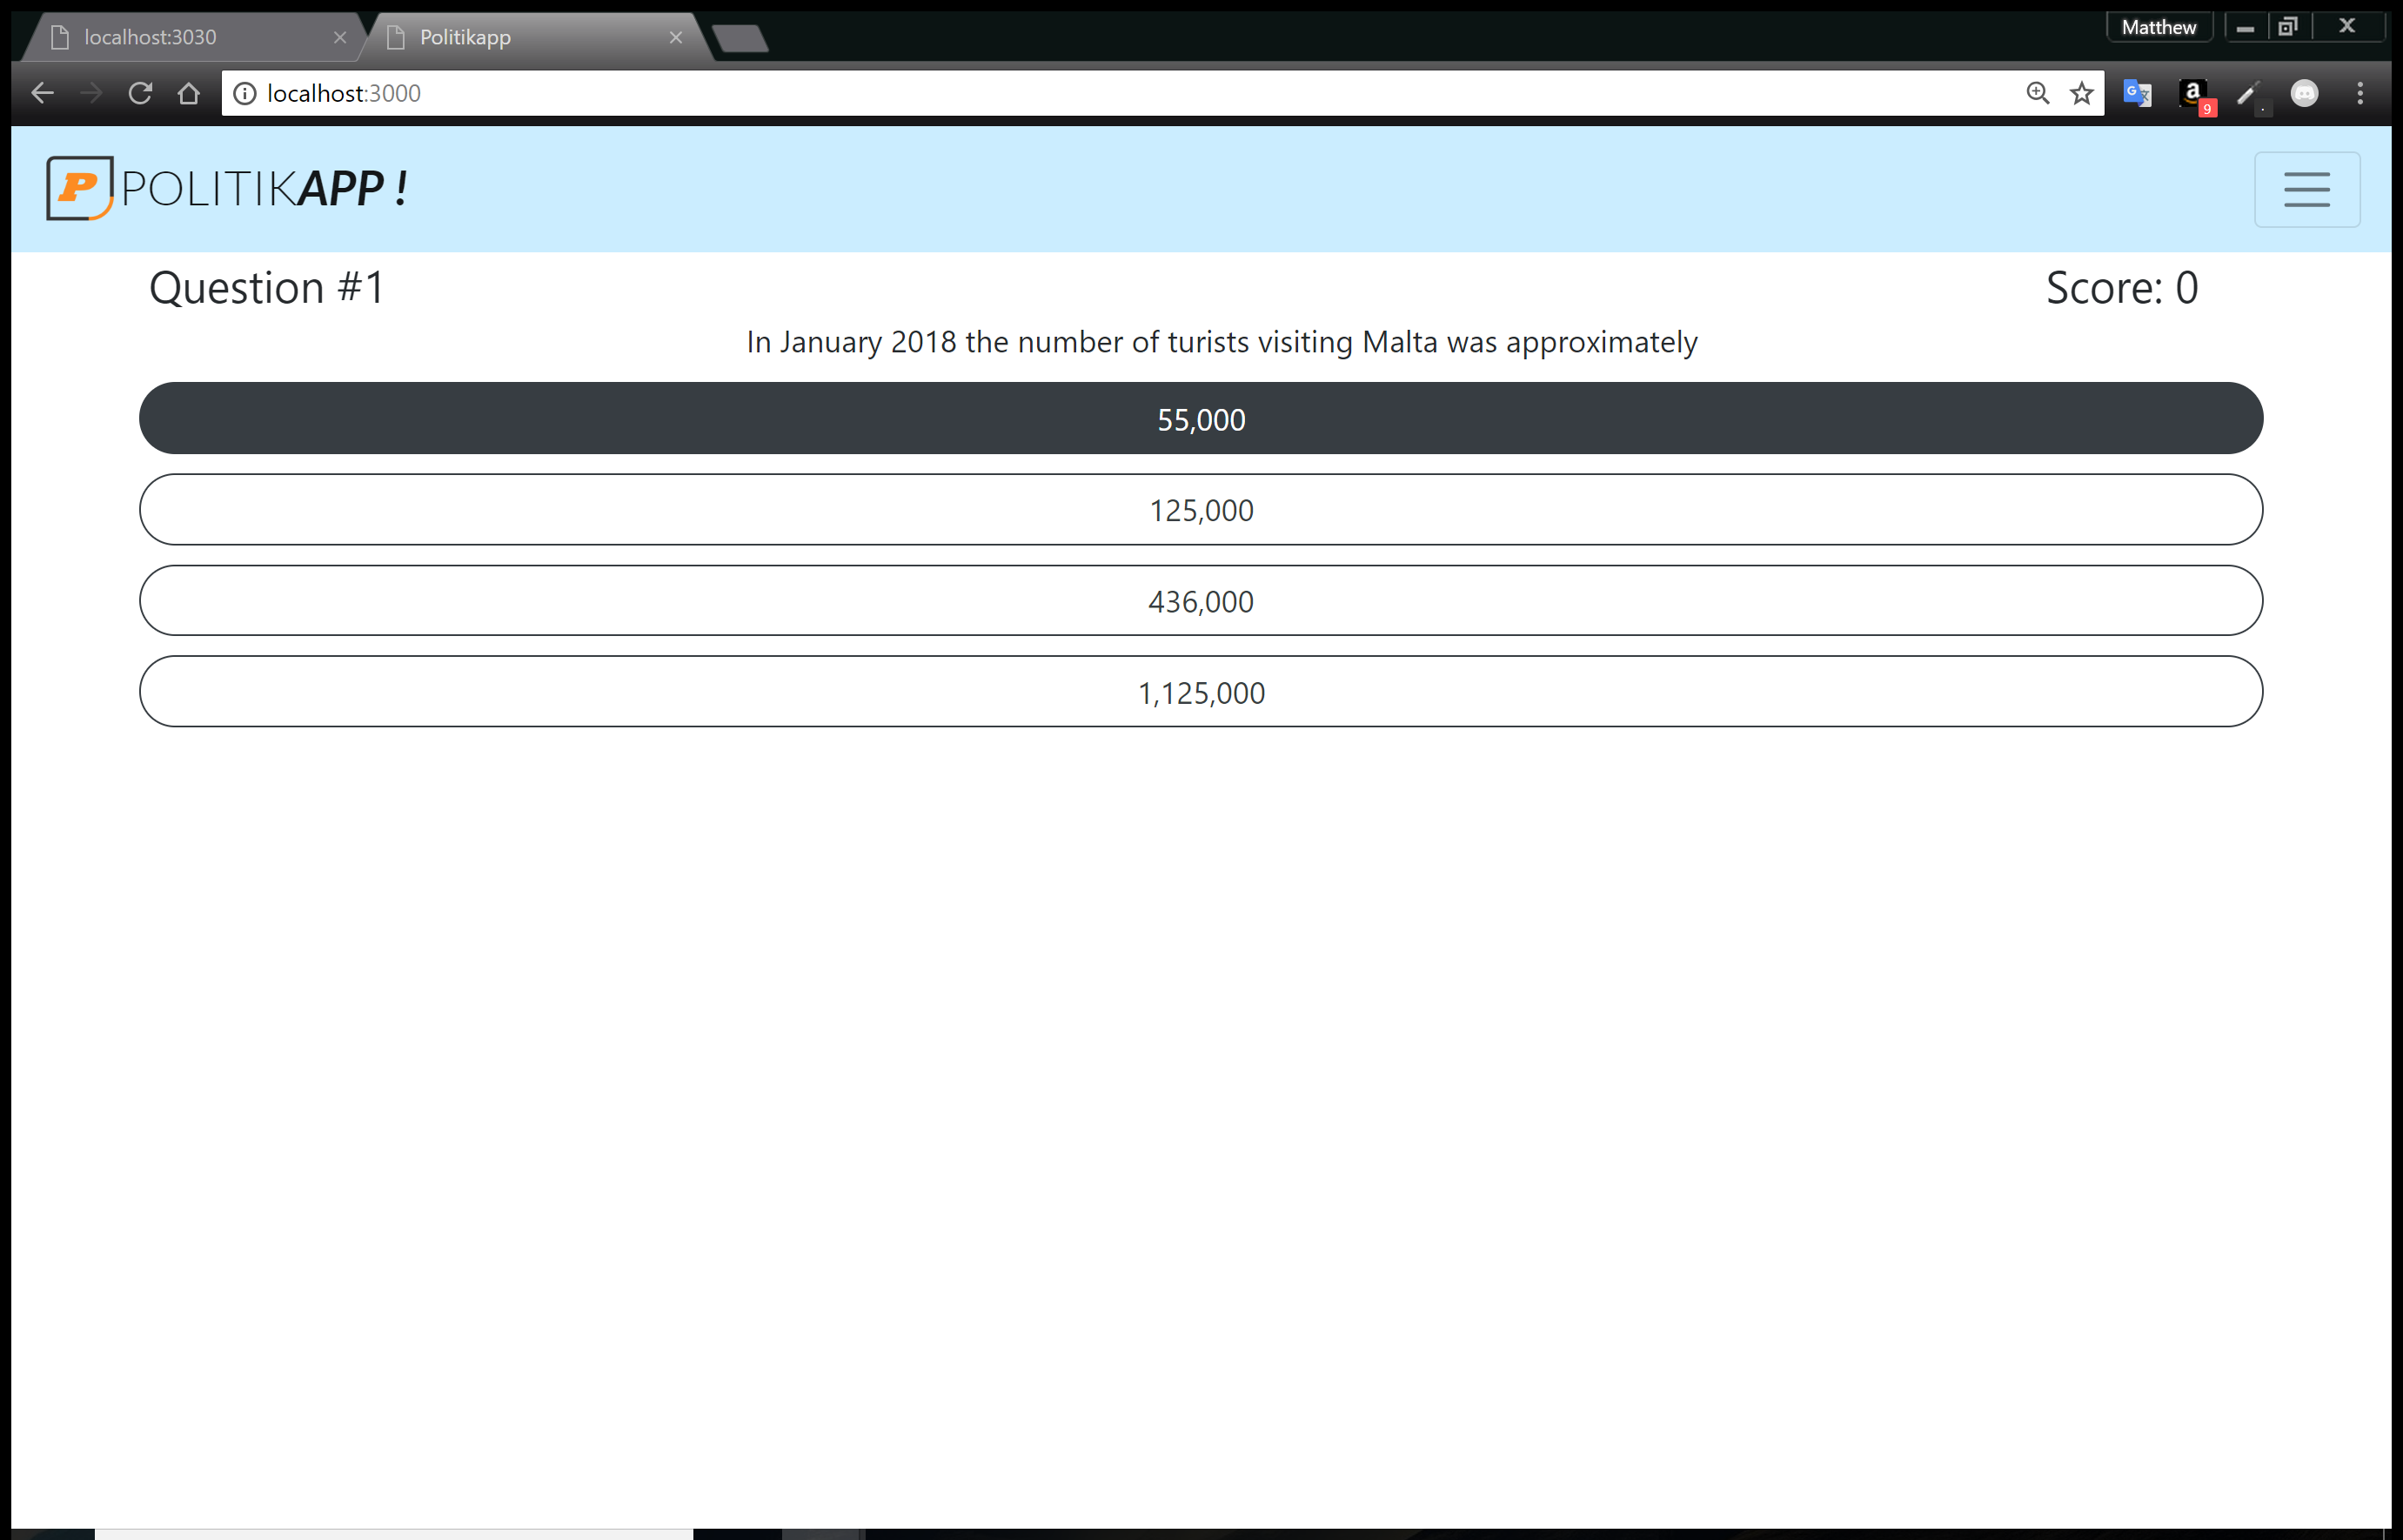 localhost:3030
Politikapp
Matthew
localhost:3000
9
P POLITIKAPP !
Question #1
Score: 0
In January 2018 the number of turists visiting Malta was approximately
55,000
125,000
436,000
1,125,000